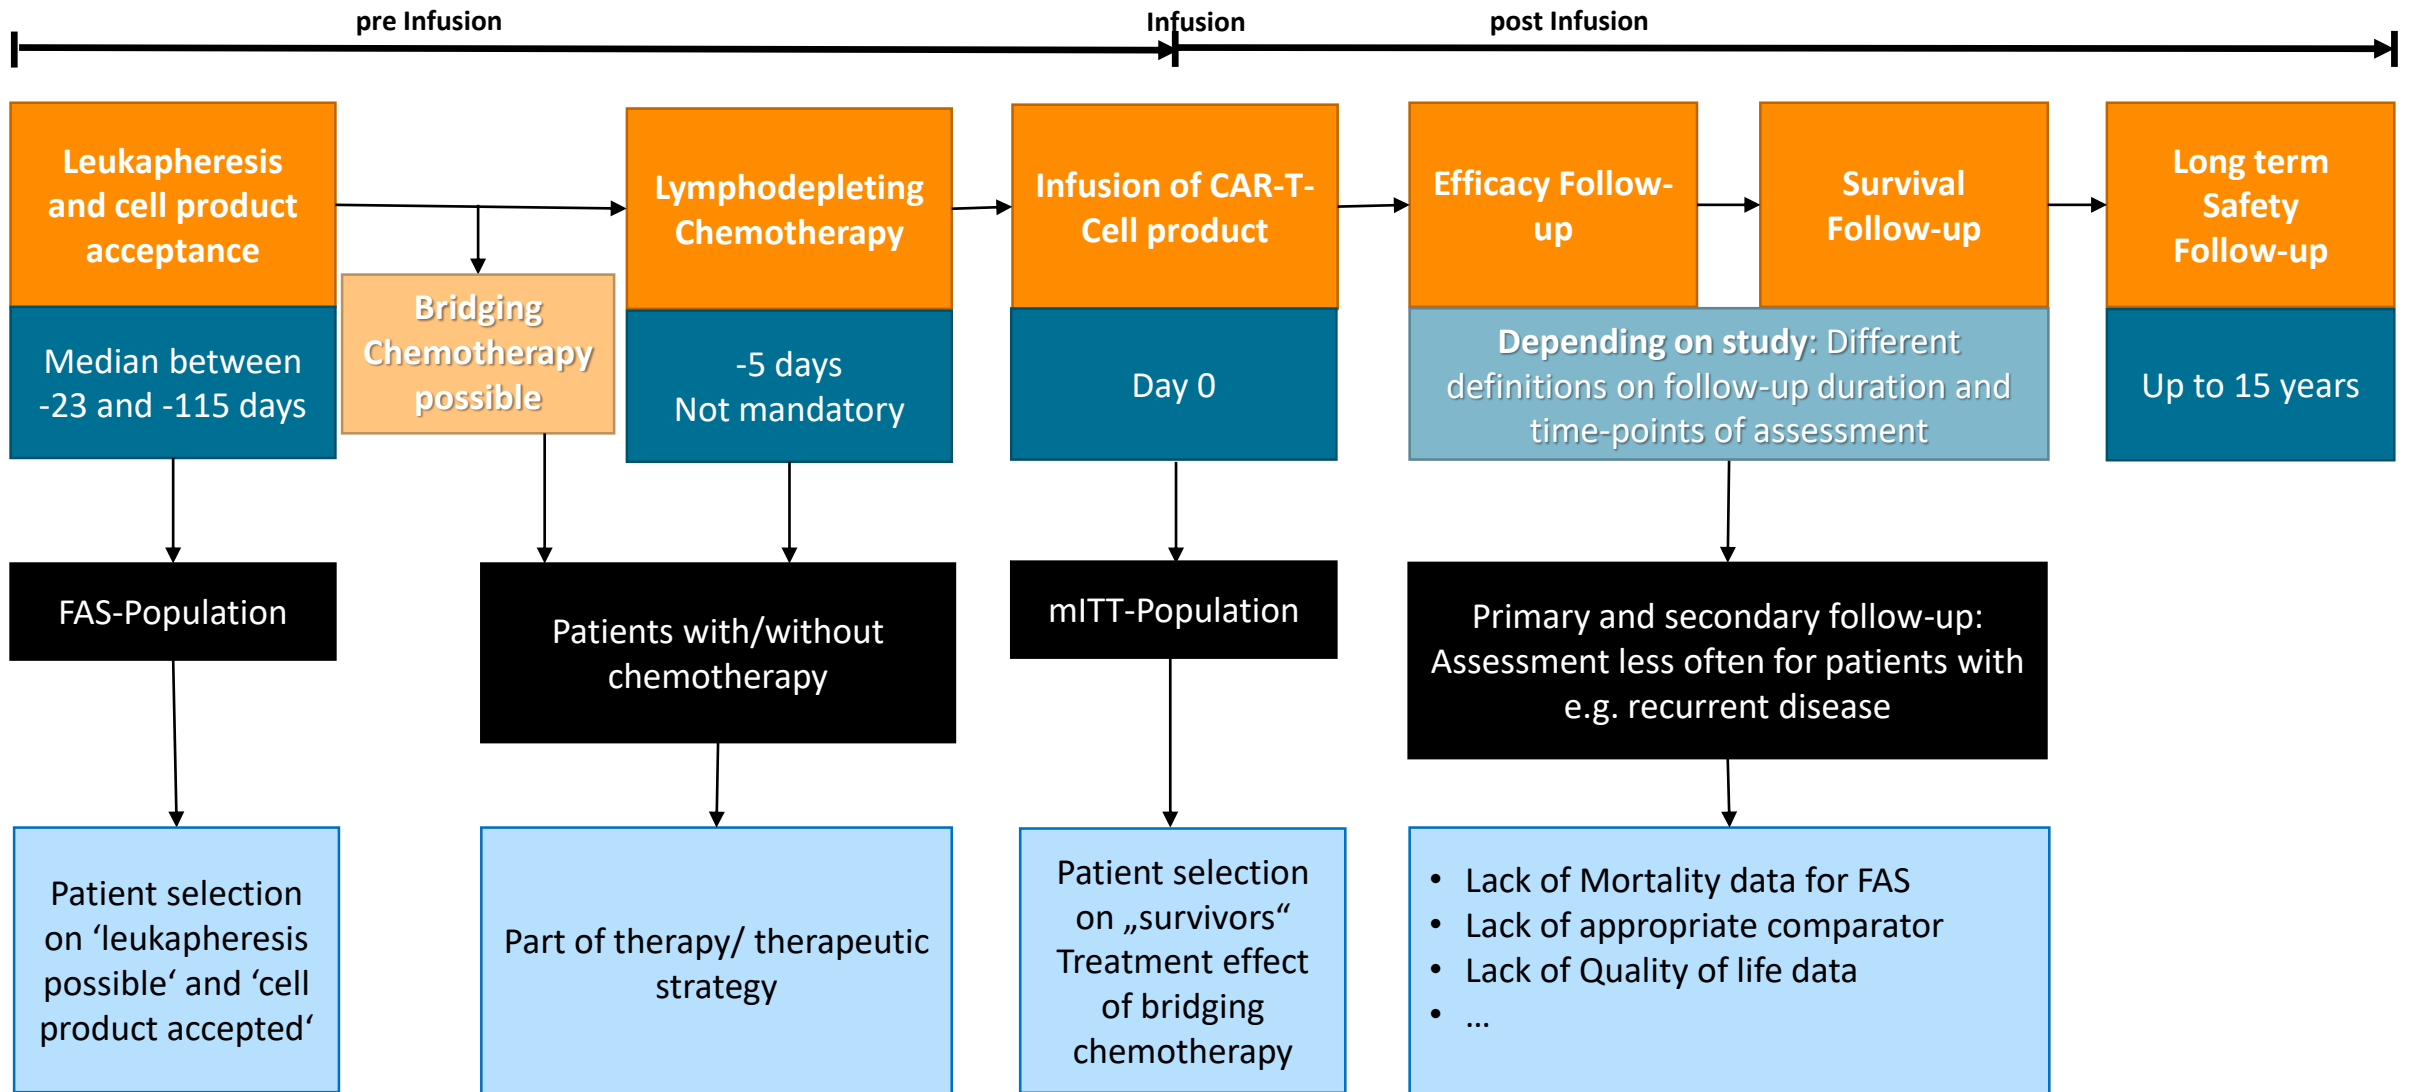 pre Infusion
Infusion
post Infusion
Leukapheresis
and cell product
acceptance
Median between
-23 and -115 days
Bridging
Chemotherapy
possible
Lymphodepleting
Chemotherapy
-5 days
Not mandatory
Infusion of CAR-T-
Cell product
Day 0
Efficacy Follow-
up
Survival
Follow-up
Depending on study: Different
definitions on follow-up duration and
time-points of assessment
Long term
Safety
Follow-up
Up to 15 years
FAS-Population
Patients with/without
chemotherapy
mITT-Population
Primary and secondary follow-up:
Assessment less often for patients with
e.g. recurrent disease
Patient selection
on ‘leukapheresis
possible‘ and ‘cell
product accepted‘
Part of therapy/ therapeutic
strategy
Patient selection
on „survivors“
Treatment effect
of bridging
chemotherapy
• Lack of Mortality data for FAS
• Lack of appropriate comparator
• Lack of Quality of life data
• …